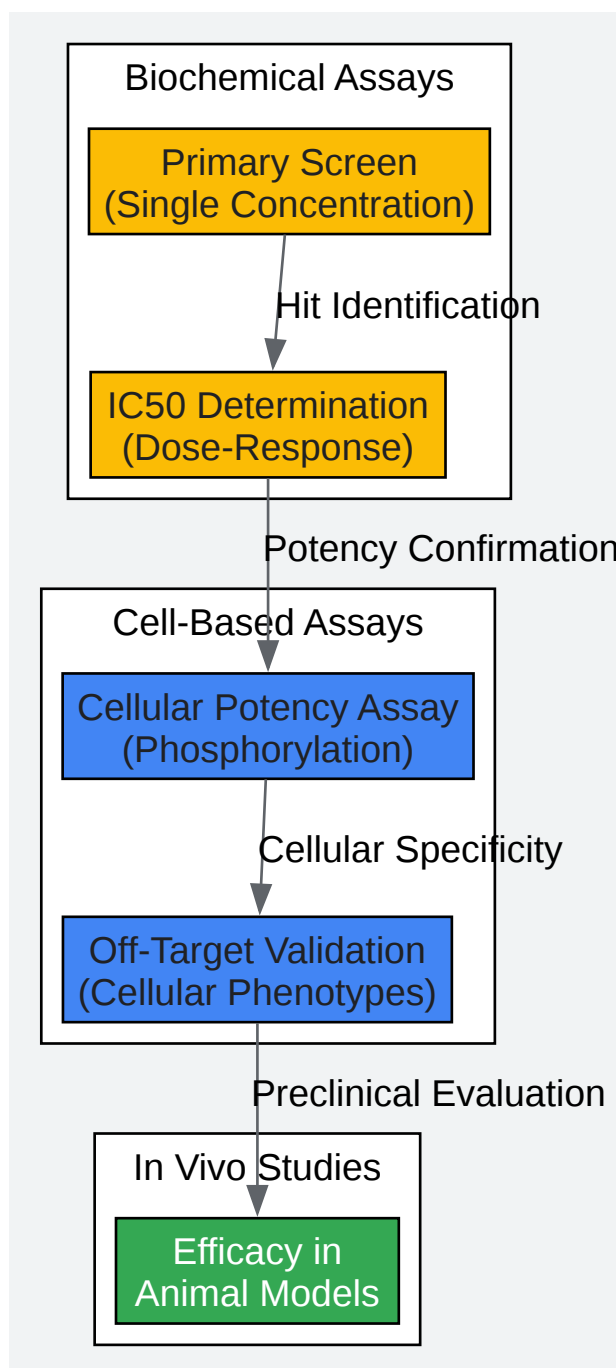 Biochemical Assays
Primary Screen
(Single Concentration)
Hit Identification
IC50 Determination
(Dose-Response)
Potency Confirmation
Cell-Based Assays
Cellular Potency Assay
(Phosphorylation)
Cellular Specificity
Off-Target Validation
(Cellular Phenotypes)
Preclinical Evaluation
In Vivo Studies
Efficacy in
Animal Models